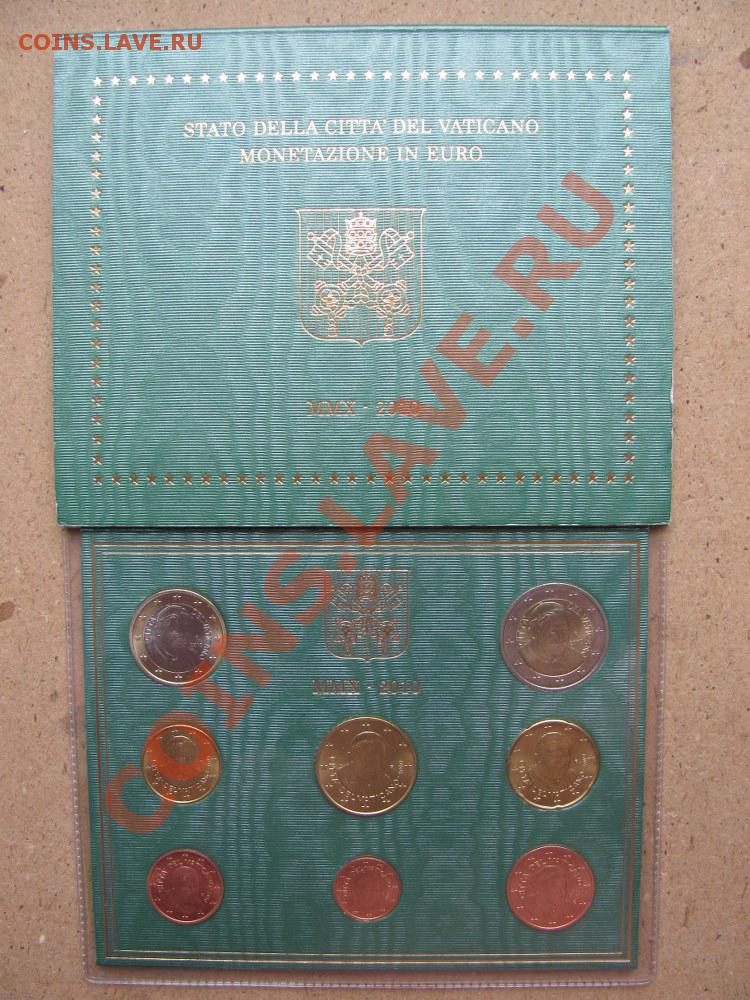 COINS.LAVE.RU
STATO DELLA CITTA' DEL VATICANO
MONETAZIONE IN EURO
MMX - 2010
COINS.LAVE.RU
MMX - 2010